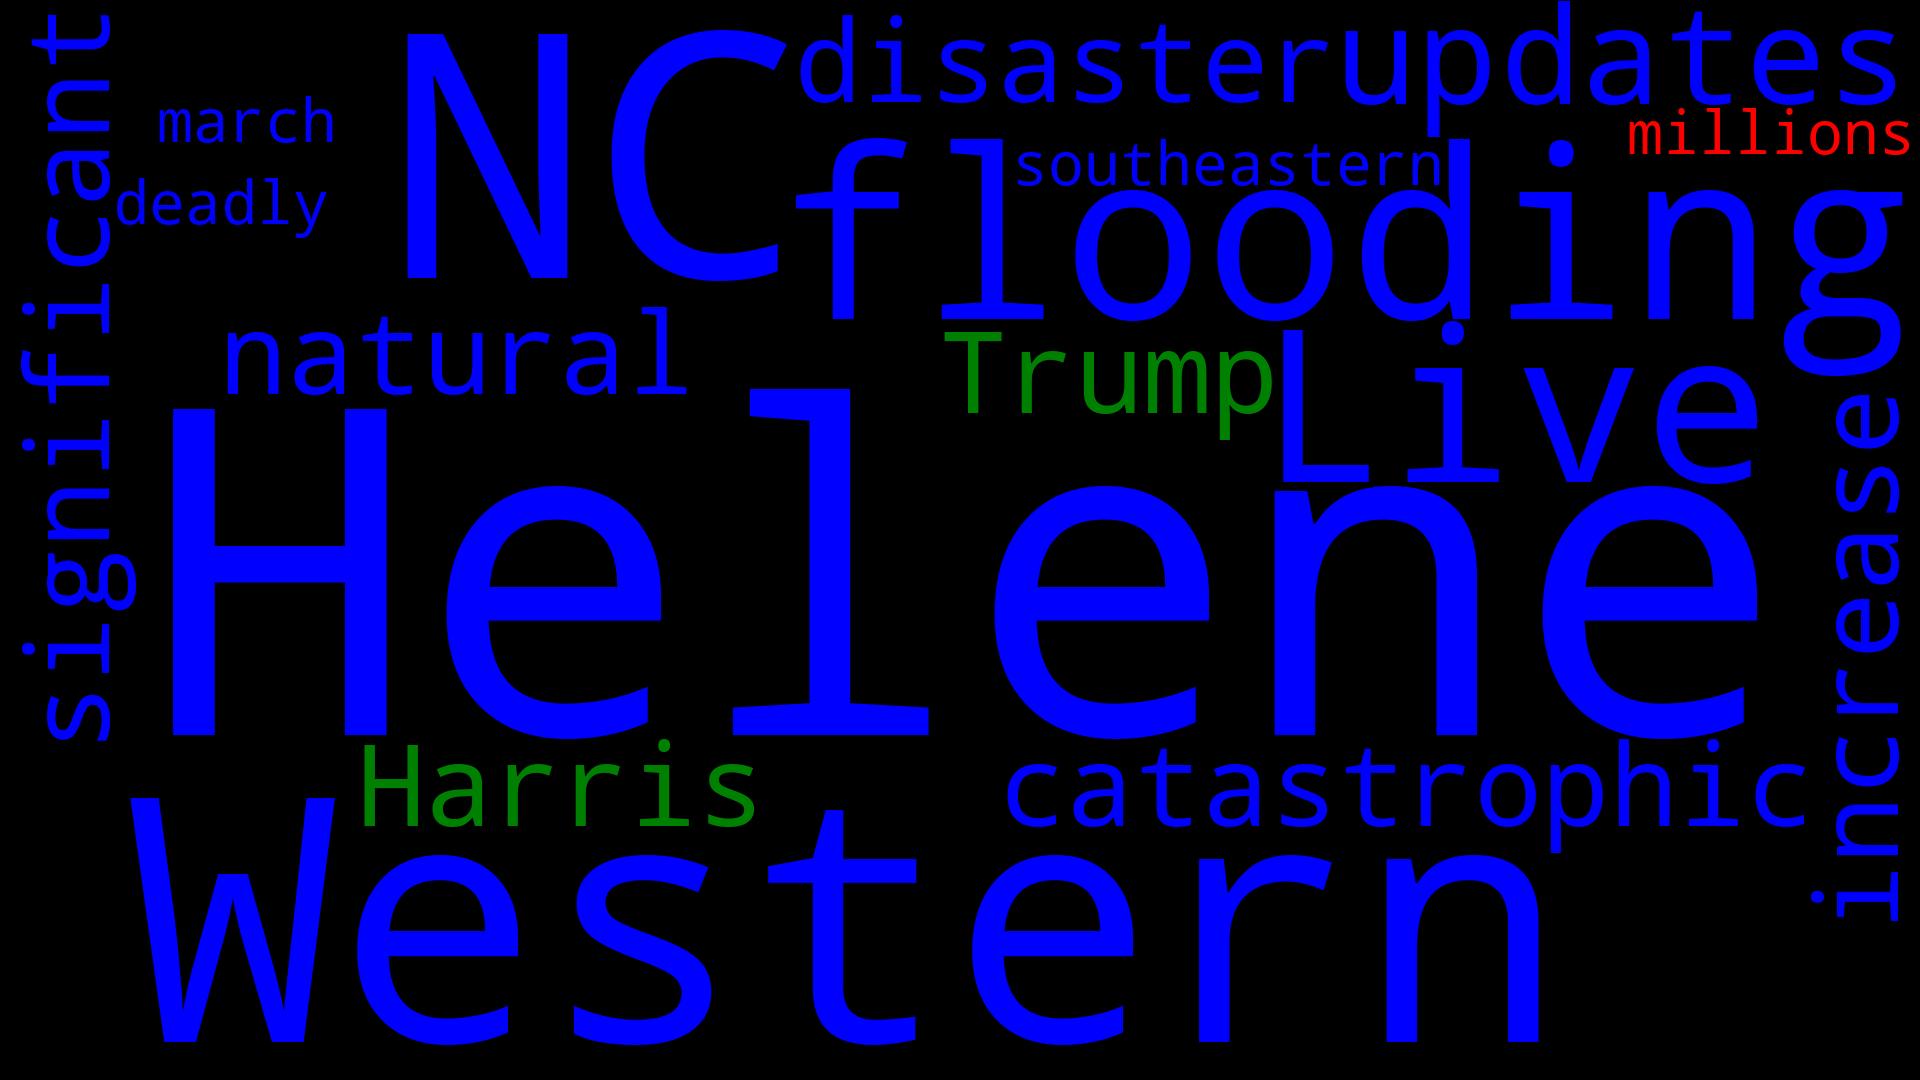 significant
NC
disaster
updates
march
millions
southeastern
flooding
deadly
natural
Trump
Live
Helene
increase
Harris
catastrophic
Western